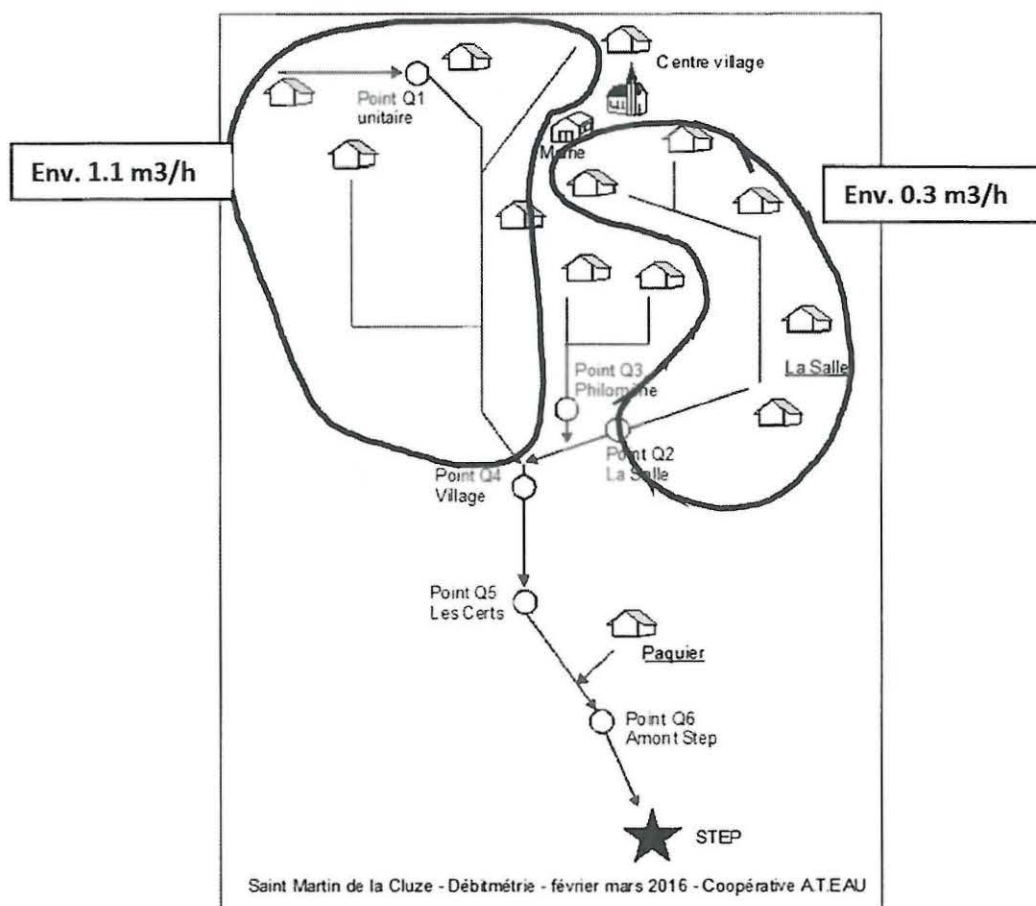 Centre village
Point Q1
unitaire
Env. 1.1 m3/h
Env. 0.3 m3/h
La Salle
Point Q3
Philomène
Point Q2
La Salle
Point Q4
Village
Point Q5
Les Certs
Paquier
Point Q6
Amont Step
STEP
Saint Martin de la Cluze - Débitmétrie - février mars 2016 - Coopérative A.T.EAU